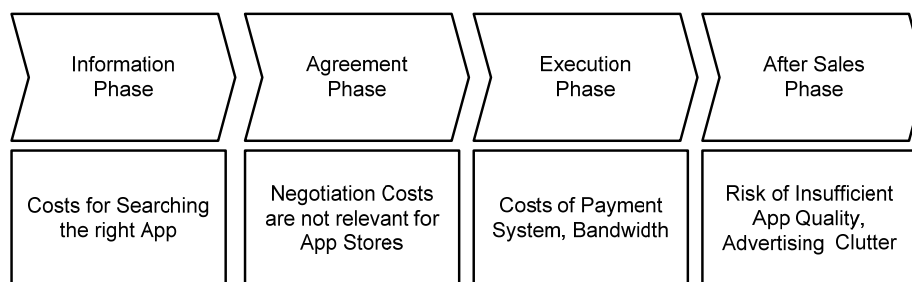 Information
Phase
Agreement
Phase
Execution
Phase
After Sales
Phase
Costs for Searching
the right App
Negotiation Costs
are not relevant for
App Stores
Costs of Payment
System, Bandwidth
Risk of Insufficient
App Quality,
Advertising Clutter